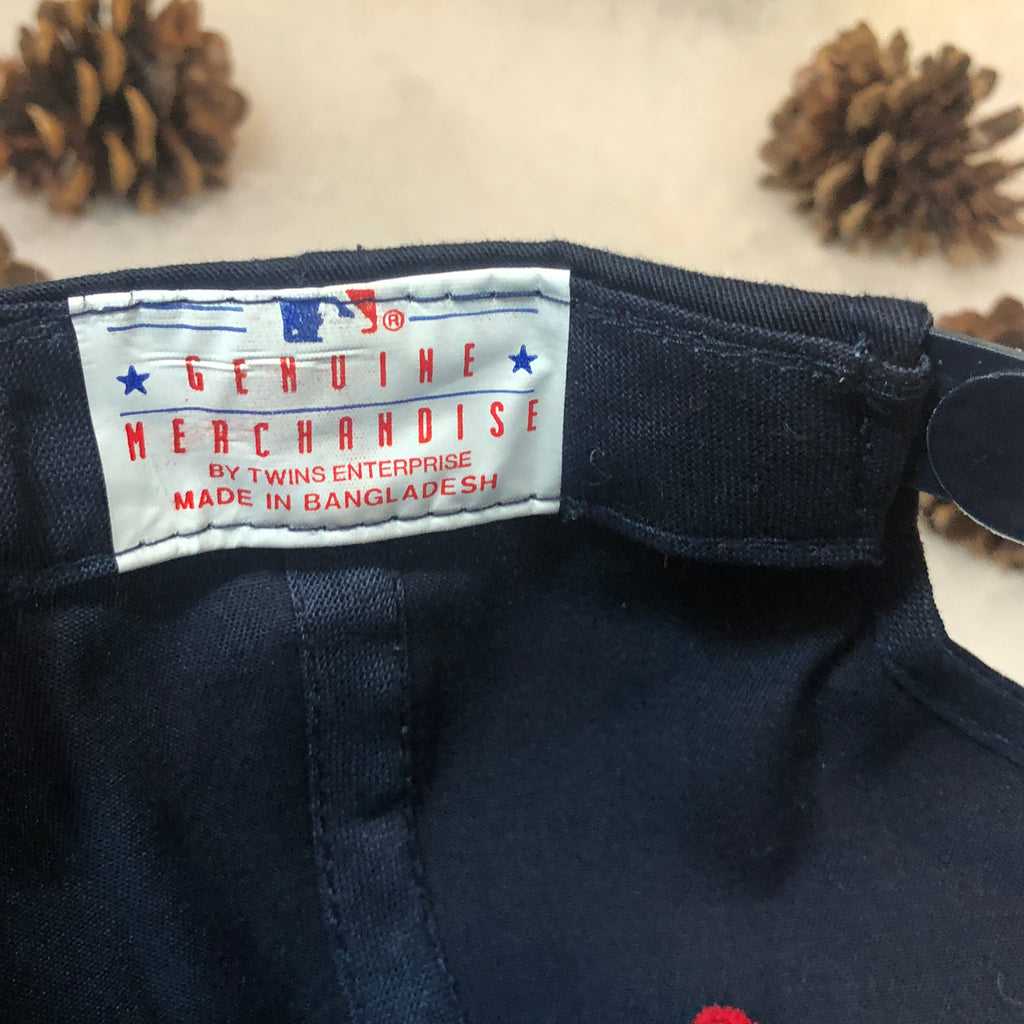 ®
GENUINE
MERCHANDISE
BY TWINS ENTERPRISE
MADE IN BANGLADESH